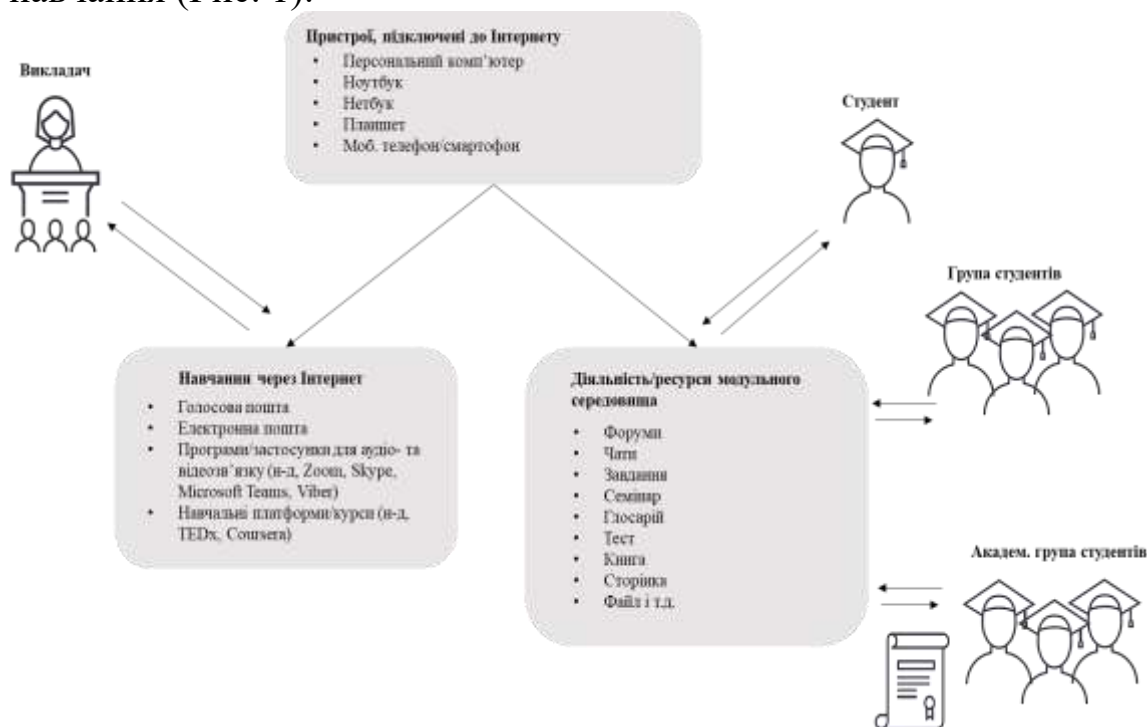 навчання (Рис. 1).
Пристрої, підключені до Інтернету
• Персональний комп’ютер
• Ноутбук
• Нетбук
• Планшет
• Моб. телефон/смартофон
Викладач
Студент
Група студентів
Навчання через Інтернет
• Голосова пошта
• Електронна пошта
• Програми/застосунки для аудіо- та
відеозв’язку (н-д, Zoom, Skype,
Microsoft Teams, Viber)
• Навчальні платформи/курси (н-д,
TEDx, Coursera)
Діяльність/ресурси модульного
середовища
• Форуми
• Чати
• Завдання
• Семінар
• Глосарій
• Тест
• Книга
• Сторінка
• Файл і т.д.
Академ. група студентів